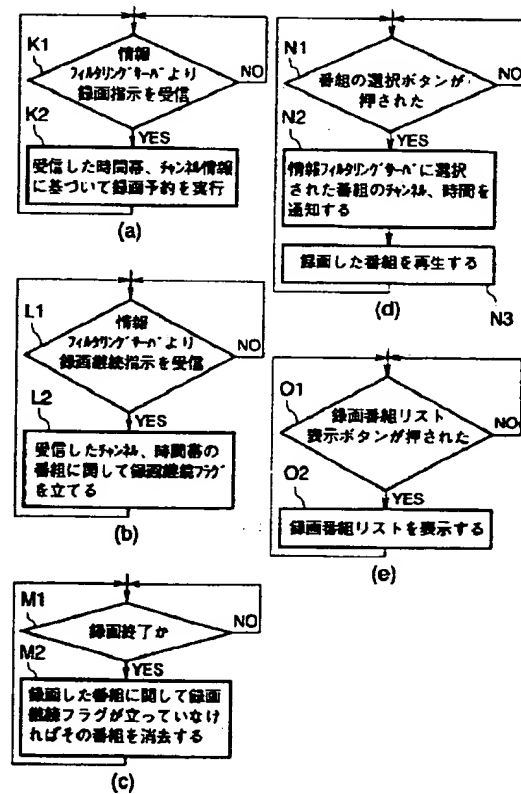 K1
情報
フィルタリングサーバより
録画指示を受信
NO
YES
K2
受信した時間帯、チャンネル情報
に基づいて録画予約を実行
(a)
L1
情報
フィルタリングサーバより
録画継続指示を受信
NO
YES
L2
受信したチャンネル、時間帯の
番組に関して録画継続フラグ
を立てる
(b)
M1
録画終了か
NO
YES
M2
録画した番組に関して録画
継続フラグが立っていなけ
ればその番組を消去する
(c)
N1
番組の選択ボタンが
押された
NO
YES
N2
情報フィルタリングサーバに選択
された番組のチャンネル、時間を
通知する
録画した番組を再生する
N3
(d)
O1
録画番組リスト
表示ボタンが押された
NO
YES
O2
録画番組リストを表示する
(e)